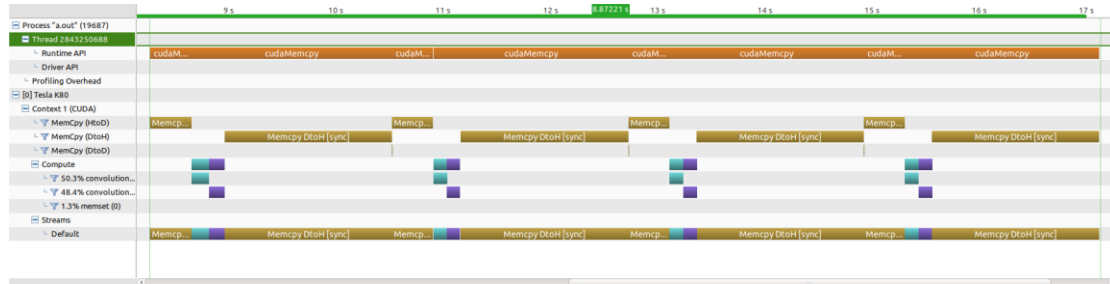 9 s 10 s 11 s 12 s 8.87221 s 13 s 14 s 15 s 16 s 17 s
Process "a.out" (19687)
Thread 2843250688
Runtime API cudaM... cudaMemcpy cudaM... cudaMemcpy cudaM... cudaMemcpy cudaM... cudaMemcpy
Driver API
Profiling Overhead
[0] Tesla K80
Context 1 (CUDA)
MemCpy (HtoD) Memcp... Memcp... Memcp... Memcp...
MemCpy (DtoH) Memcpy DtoH [sync] Memcpy DtoH [sync] Memcpy DtoH [sync] Memcpy DtoH [sync]
MemCpy (DtoD)
Compute
50.3% convolution...
48.4% convolution...
1.3% memset (0)
Streams
Default Memcp... Memcpy DtoH [sync] Memcp... Memcpy DtoH [sync] Memcp... Memcpy DtoH [sync] Memcp... Memcpy DtoH [sync]